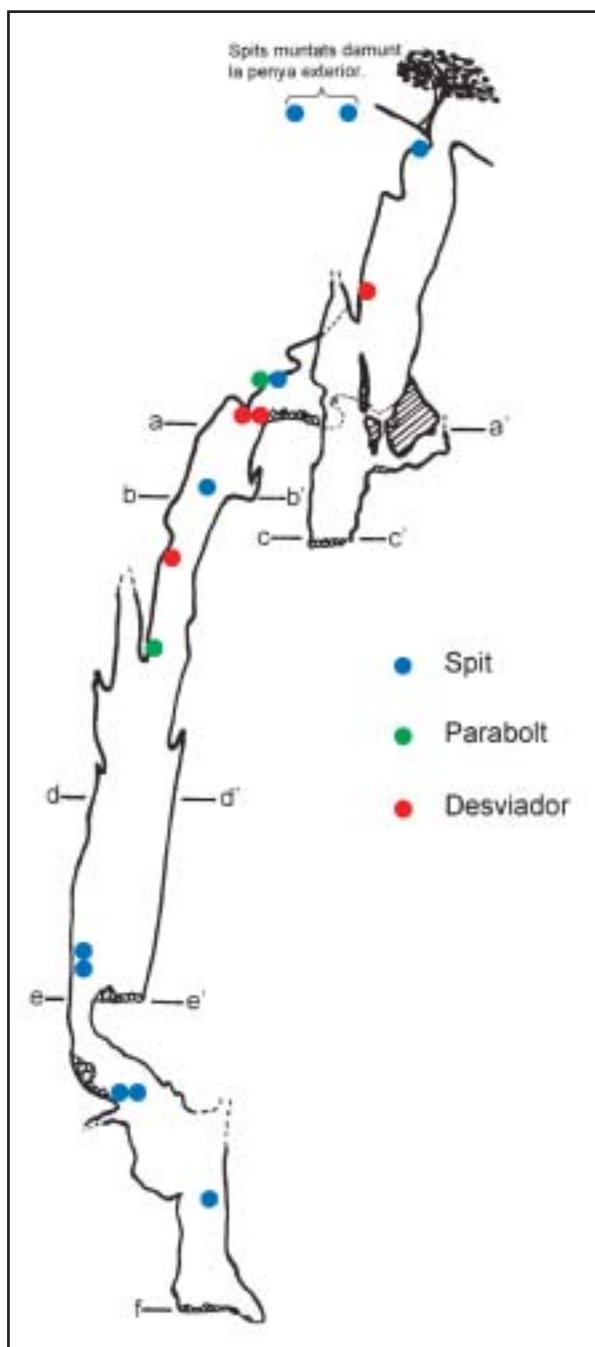 Spits muntats damunt
la penya exterior.
a
a'
b
b'
c
c'
Spit
Parabolt
Desviador
d
d'
e
e'
f